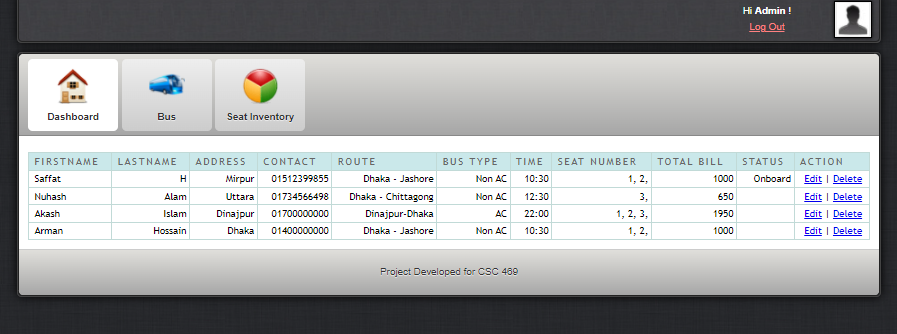 Hi Admin !
Log Out
Dashboard Bus Seat Inventory
FIRSTNAME LASTNAME ADDRESS CONTACT ROUTE BUS TYPE TIME SEAT NUMBER TOTAL BILL STATUS ACTION
Saffat H Mirpur 01512399855 Dhaka - Jashore Non AC 10:30 1, 2, 1000 Onboard Edit | Delete
Nuhash Alam Uttara 01734566498 Dhaka - Chittagong Non AC 12:30 3, 650 Edit | Delete
Akash Islam Dinajpur 01700000000 Dinajpur-Dhaka AC 22:00 1, 2, 3, 1950 Edit | Delete
Arman Hossain Dhaka 01400000000 Dhaka - Jashore Non AC 10:30 1, 2, 1000 Edit | Delete
Project Developed for CSC 469